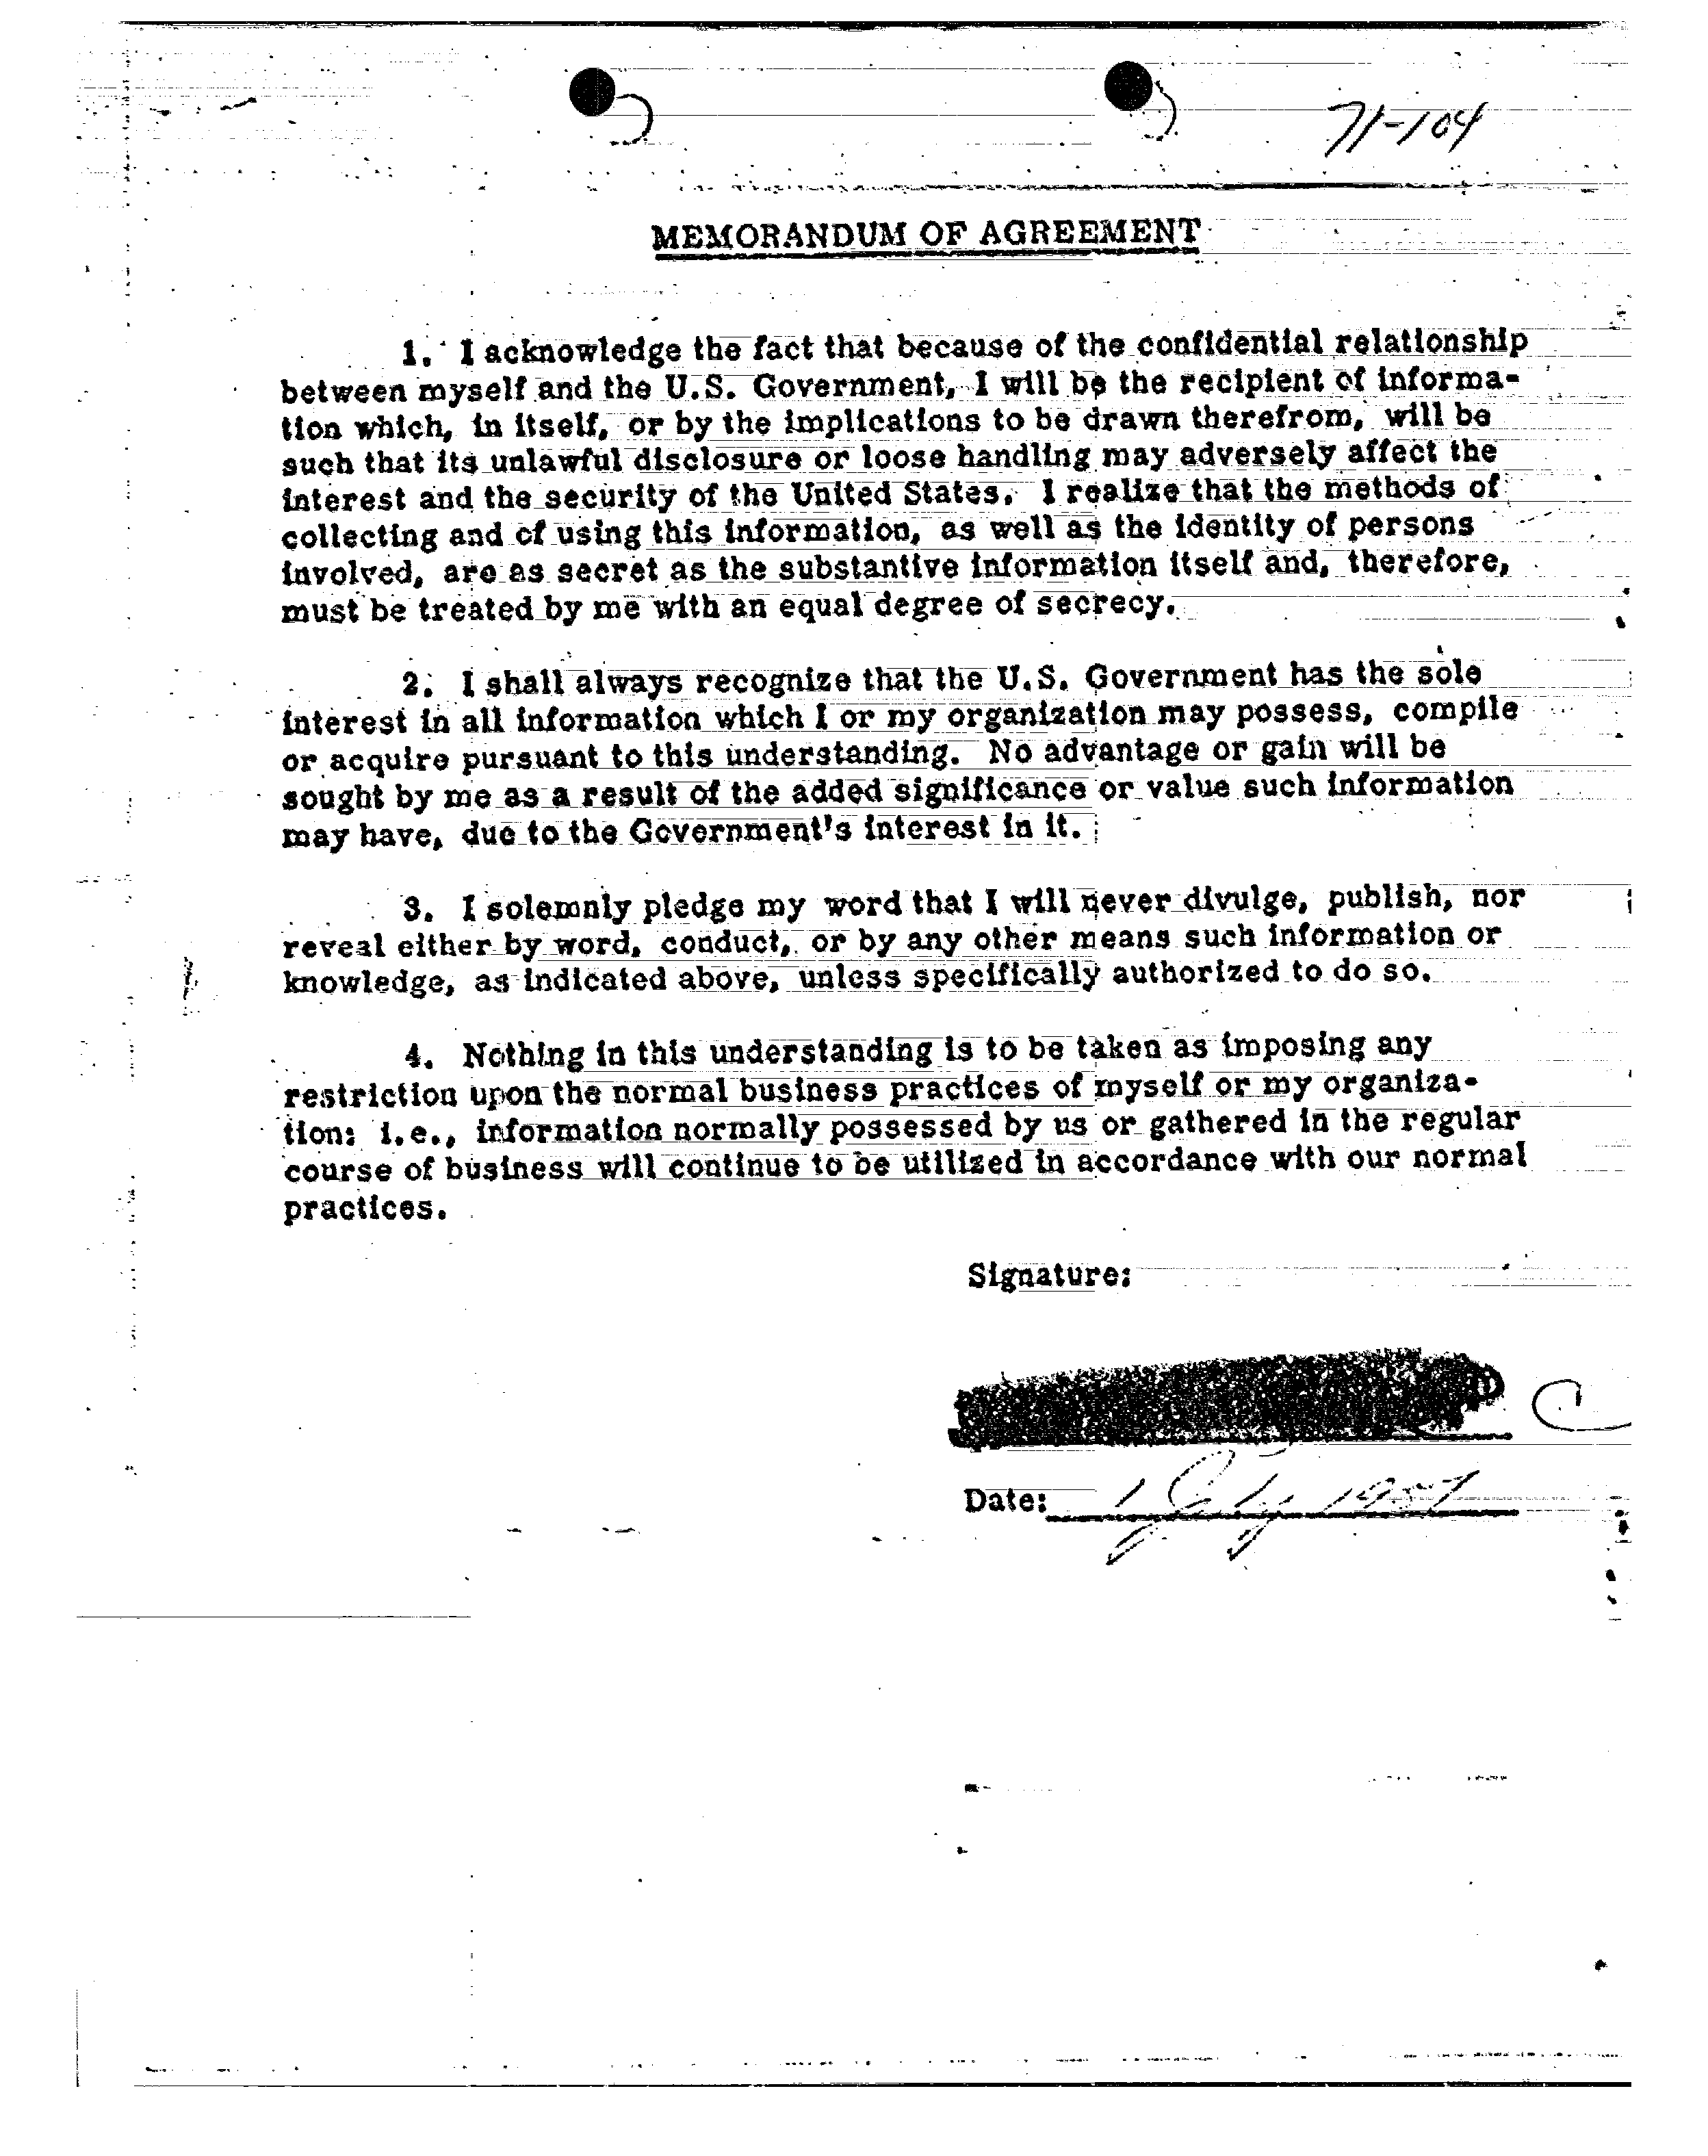 71-104
MEMORANDUM OF AGREEMENT
1. I acknowledge the fact that because of the confidential relationship
between myself and the U.S. Government, I will be the recipient of informa-
tion which, in itself, or by the implications to be drawn therefrom, will be
such that its unlawful disclosure or loose handling may adversely affect the
interest and the security of the United States. I realize that the methods of
collecting and of using this information, as well as the identity of persons
involved, are as secret as the substantive information itself and, therefore,
must be treated by me with an equal degree of secrecy.
2. I shall always recognize that the U.S. Government has the sole
interest in all information which I or my organization may possess, compile
or acquire pursuant to this understanding. No advantage or gain will be
sought by me as a result of the added significance or value such information
may have, due to the Government's interest in it.
3. I solemnly pledge my word that I will never divulge, publish, nor
reveal either by word, conduct, or by any other means such information or
knowledge, as indicated above, unless specifically authorized to do so.
4. Nothing in this understanding is to be taken as imposing any
restriction upon the normal business practices of myself or my organiza-
tion: i.e., information normally possessed by us or gathered in the regular
course of business will continue to be utilized in accordance with our normal
practices.
Signature:
C
Date: 1 July 1957